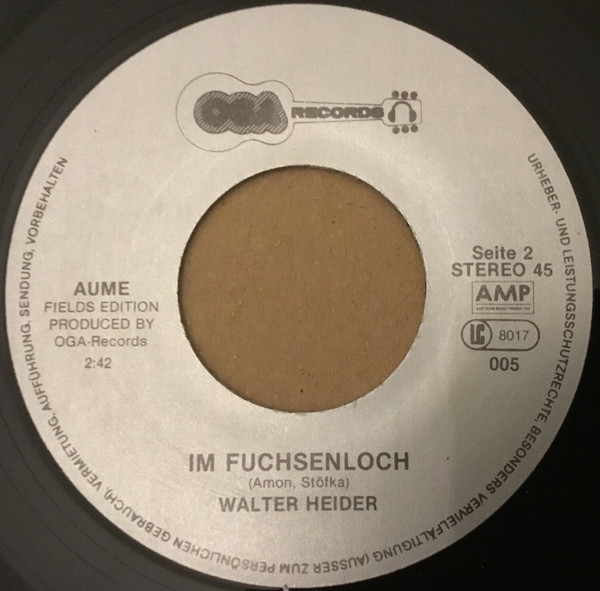 OGA RECORDS
Seite 2
STEREO 45
AMP
LC 8017
005
AUME
FIELDS EDITION
PRODUCED BY
OGA-Records
2:42
IM FUCHSENLOCH
(Amon, Stöfka)
WALTER HEIDER
URHEBER- UND LEISTUNGSSCHUTZRECHTE, BESONDERS VERVIELFÄLTIGUNG (AUSSER ZUM PERSÖNLICHEN GEBRAUCH), VERMIETUNG, AUFFÜHRUNG, SENDUNG, VORBEHALTEN